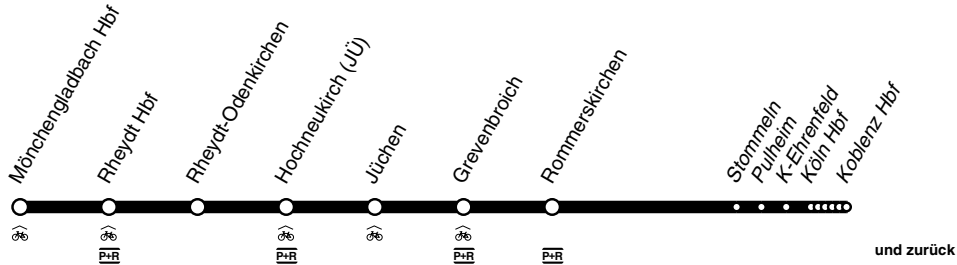 Mönchengladbach Hbf
Rheydt Hbf
Rheydt-Odenkirchen
Hochneukirch (JÜ)
Jüchen
Grevenbroich
Rommerskirchen
Stommeln
Pulheim
K-Ehrenfeld
Köln Hbf
Koblenz Hbf
P+R
P+R
P+R
P+R
und zurück